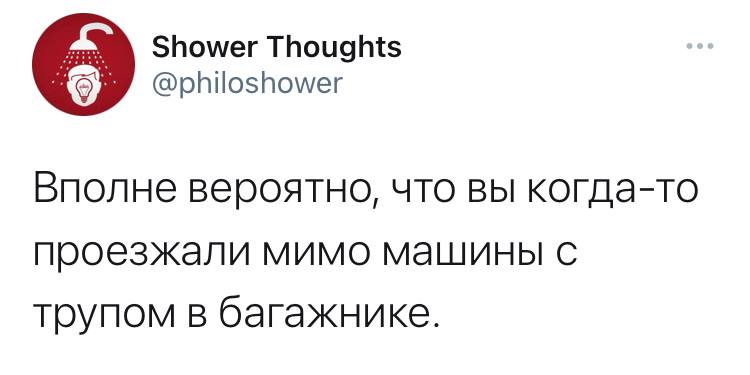 Shower Thoughts
@philoshower
Вполне вероятно, что вы когда-то
проезжали мимо машины с
трупом в багажнике.